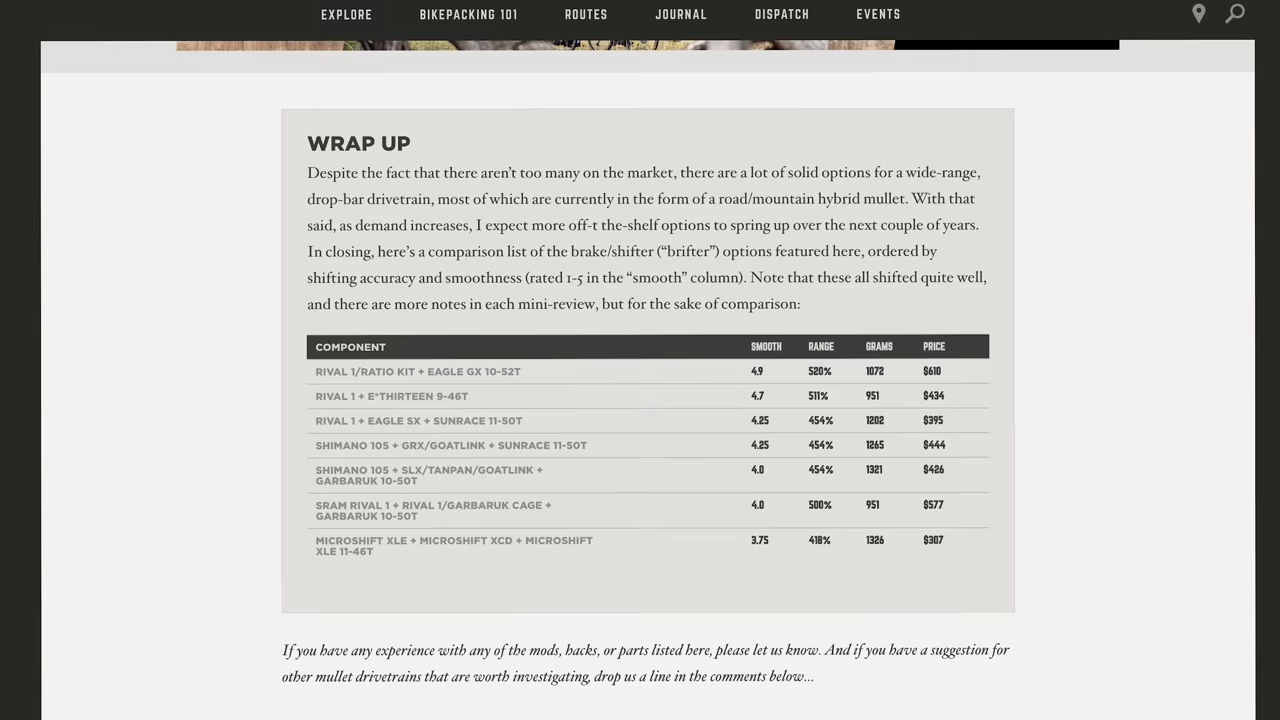 EXPLORE BIKEPACKING 101 ROUTES JOURNAL DISPATCH EVENTS
WRAP UP
Despite the fact that there aren't too many on the market, there are a lot of solid options for a wide-range,
drop-bar drivetrain, most of which are currently in the form of a road/mountain hybrid mullet. With that
said, as demand increases, I expect more off-t the-shelf options to spring up over the next couple of years.
In closing, here's a comparison list of the brake/shifter (“brifter”) options featured here, ordered by
shifting accuracy and smoothness (rated 1-5 in the “smooth” column). Note that these all shifted quite well,
and there are more notes in each mini-review, but for the sake of comparison:
COMPONENT SMOOTH RANGE GRAMS PRICE
RIVAL 1/RATIO KIT + EAGLE GX 10-52T 4.9 520% 1072 $610
RIVAL 1 + E*THIRTEEN 9-46T 4.7 511% 951 $434
RIVAL 1 + EAGLE SX + SUNRACE 11-50T 4.25 454% 1202 $395
SHIMANO 105 + GRX/GOATLINK + SUNRACE 11-50T 4.25 454% 1265 $444
SHIMANO 105 + SLX/TANPAN/GOATLINK + 4.0 454% 1321 $426
GARBARUK 10-50T
SRAM RIVAL 1 + RIVAL 1/GARBARUK CAGE + 4.0 500% 951 $577
GARBARUK 10-50T
MICROSHIFT XLE + MICROSHIFT XCD + MICROSHIFT 3.75 418% 1326 $307
XLE 11-46T
If you have any experience with any of the mods, hacks, or parts listed here, please let us know. And if you have a suggestion for
other mullet drivetrains that are worth investigating, drop us a line in the comments below...